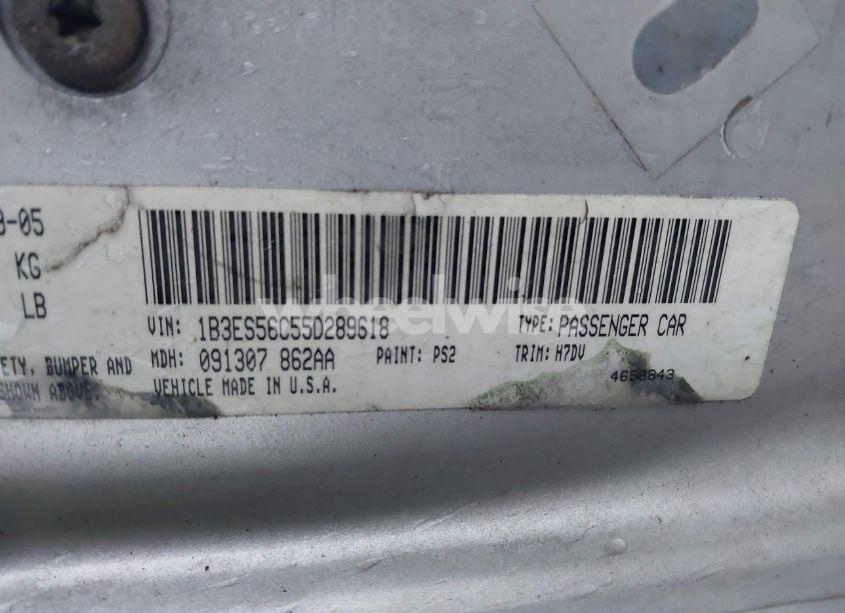 -05
KG
LB
VIN: 1B3ES56C55D289618 TYPE: PASSENGER CAR
MDH: 091307 862AA PAINT: PS2 TRIM: H7DV
ETY, BUMPER AND
SHOWN ABOVE.
VEHICLE MADE IN U.S.A.
4658843
wheelwise